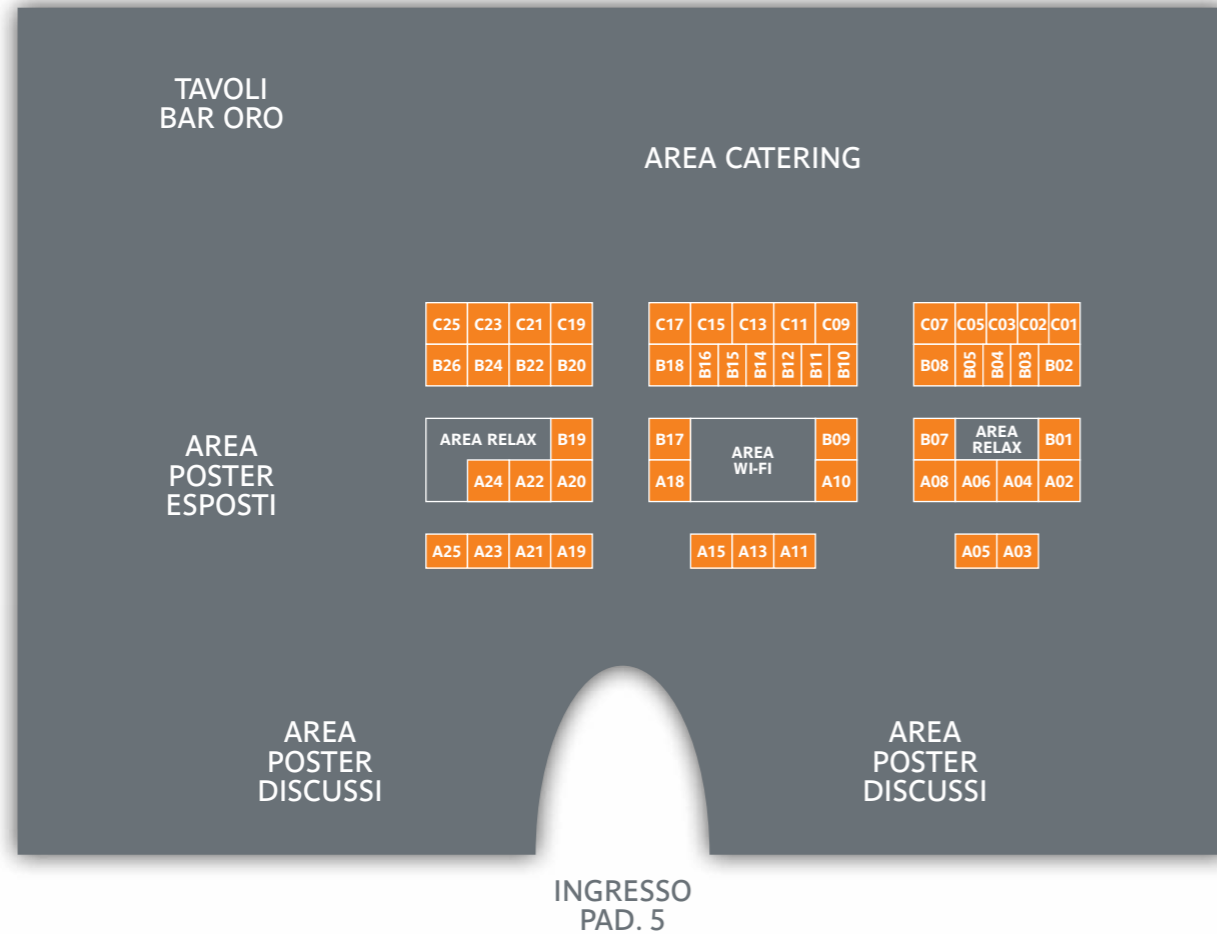 TAVOLI
BAR ORO
AREA CATERING
C25 C23 C21 C19
C17 C15 C13 C11 C09
C07 C05 C03 C02 C01
B26 B24 B22 B20
B18 B16 B15 B14 B12 B11 B10
B08 B05 B04 B03 B02
AREA
POSTER
ESPOSTI
AREA RELAX B19
A24 A22 A20
B17 B09
AREA
WI-FI
A18 A10
B07 B01
AREA
RELAX
A08 A06 A04 A02
A25 A23 A21 A19
A15 A13 A11
A05 A03
AREA
POSTER
DISCUSSI
AREA
POSTER
DISCUSSI
INGRESSO
PAD. 5